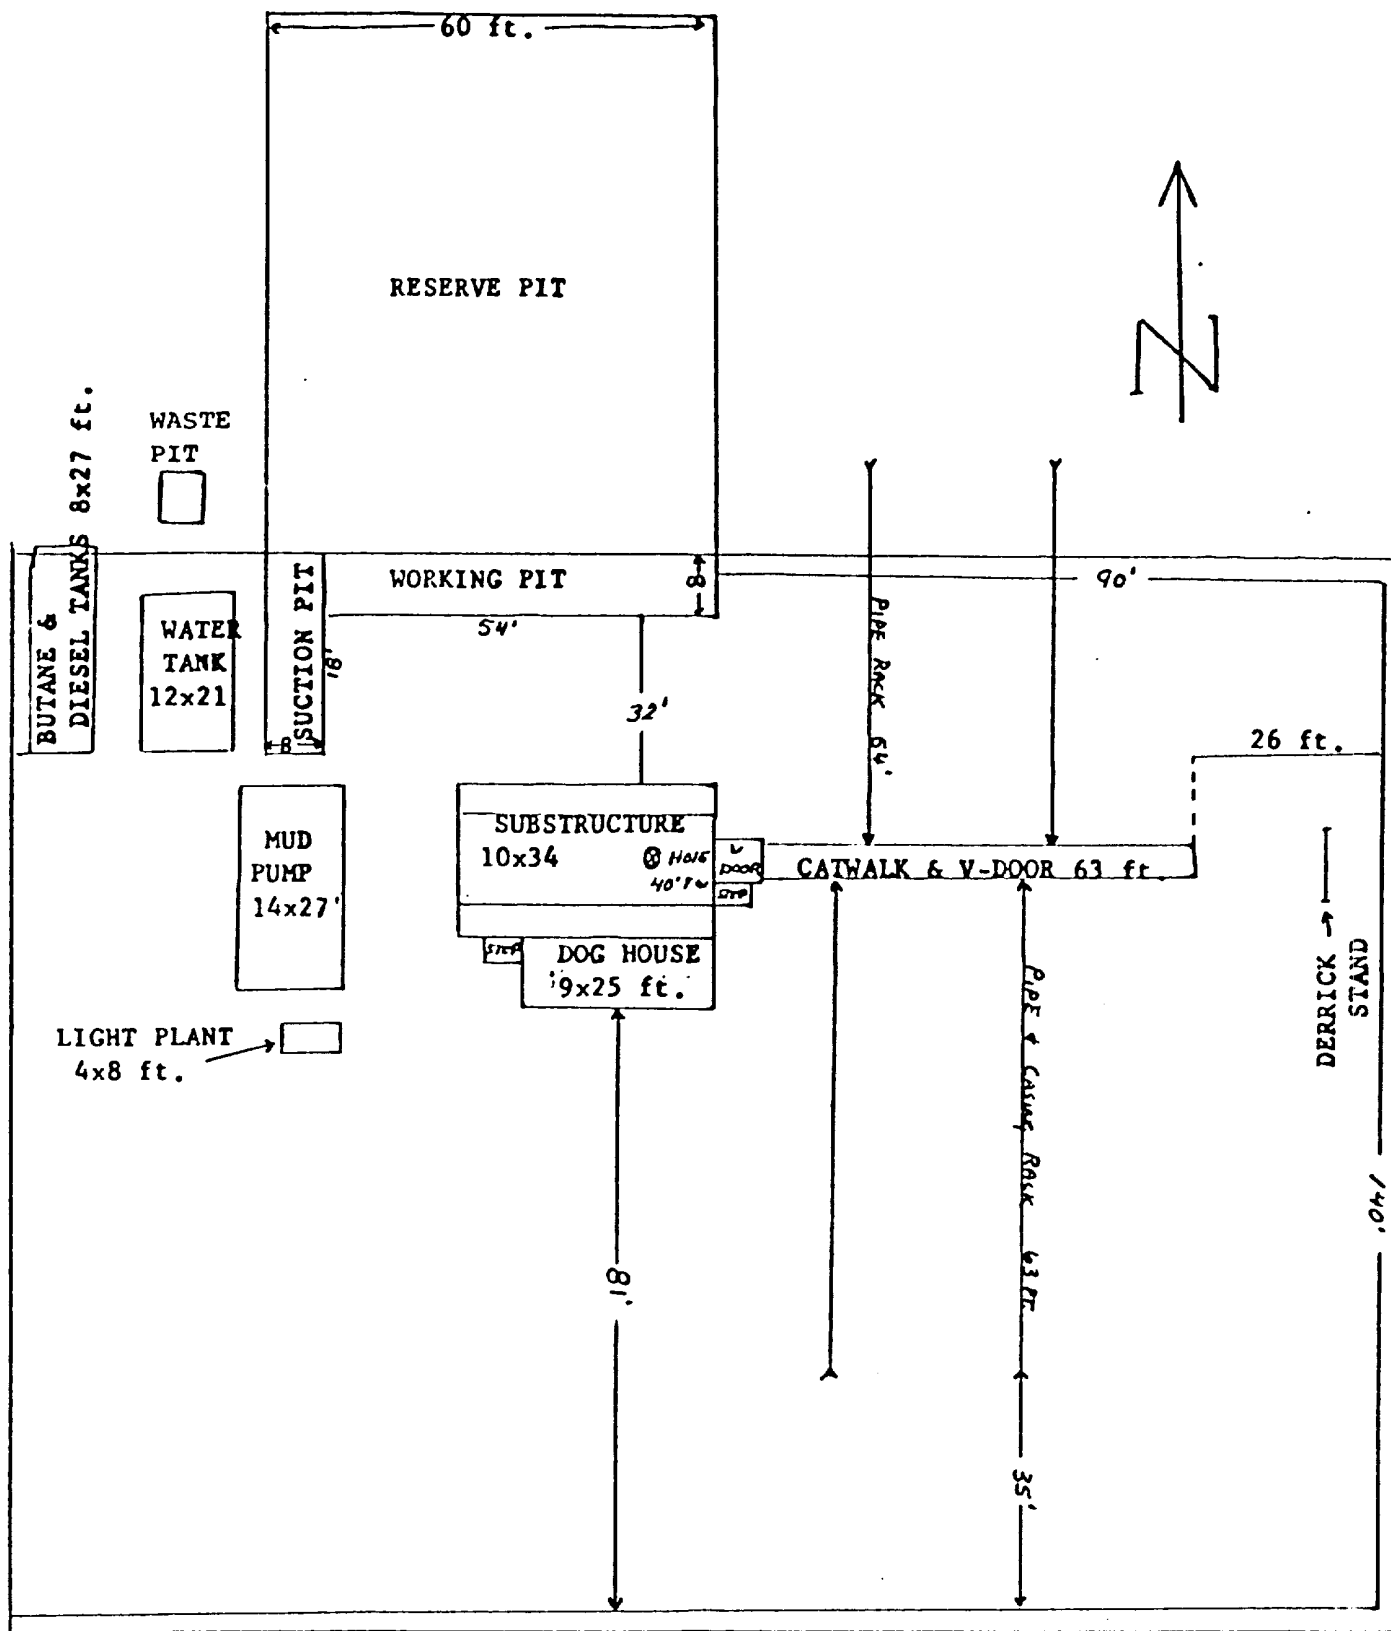 60 ft.
RESERVE PIT
N
WASTE
PIT
BUTANE &
DIESEL TANKS 8x27 ft.
WATER
TANK
12x21
SUCTION PIT
18'
8
WORKING PIT
8
54'
90'
PIPE RACK 64'
32'
26 ft.
MUD
PUMP
14x27'
SUBSTRUCTURE
10x34
HOLE
V
DOOR
CATWALK & V-DOOR 63 ft.
STEP
DOG HOUSE
9x25 ft.
DERRICK
STAND
LIGHT PLANT
4x8 ft.
PIPE & CASING RACK 63 FT.
140'
81'
35'